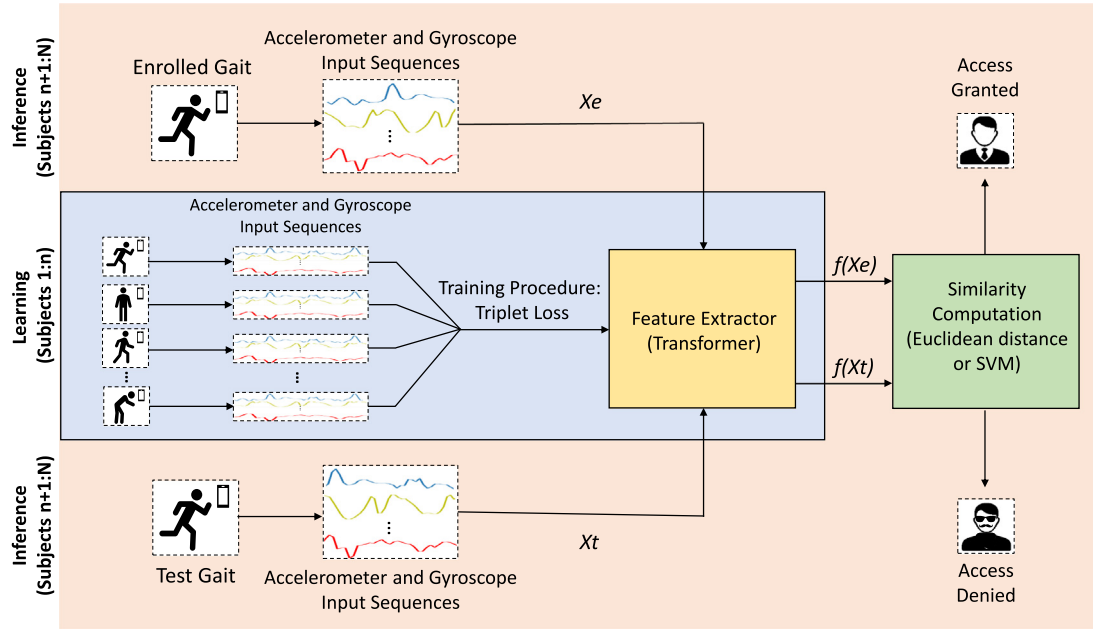 Inference
(Subjects n+1:N)
Enrolled Gait
Accelerometer and Gyroscope
Input Sequences
Xe
Access
Granted
Learning
(Subjects 1:n)
Accelerometer and Gyroscope
Input Sequences
Training Procedure:
Triplet Loss
Feature Extractor
(Transformer)
f(Xe)
f(Xt)
Similarity
Computation
(Euclidean distance
or SVM)
Inference
(Subjects n+1:N)
Test Gait
Accelerometer and Gyroscope
Input Sequences
Xt
Access
Denied